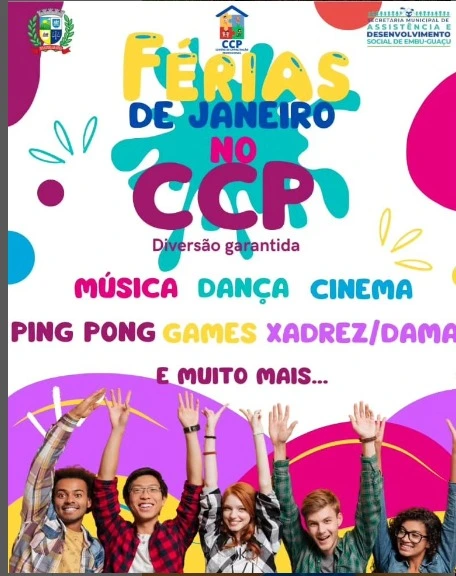 CCP
SECRETARIA MUNICIPAL DE
ASSISTÊNCIA E
DESENVOLVIMENTO
SOCIAL DE EMBU-GUAÇU
FÉRIAS
DE JANEIRO
NO
CCP
Diversão garantida
MÚSICA DANÇA CINEMA
PING PONG GAMES XADREZ/DAMA
E MUITO MAIS...